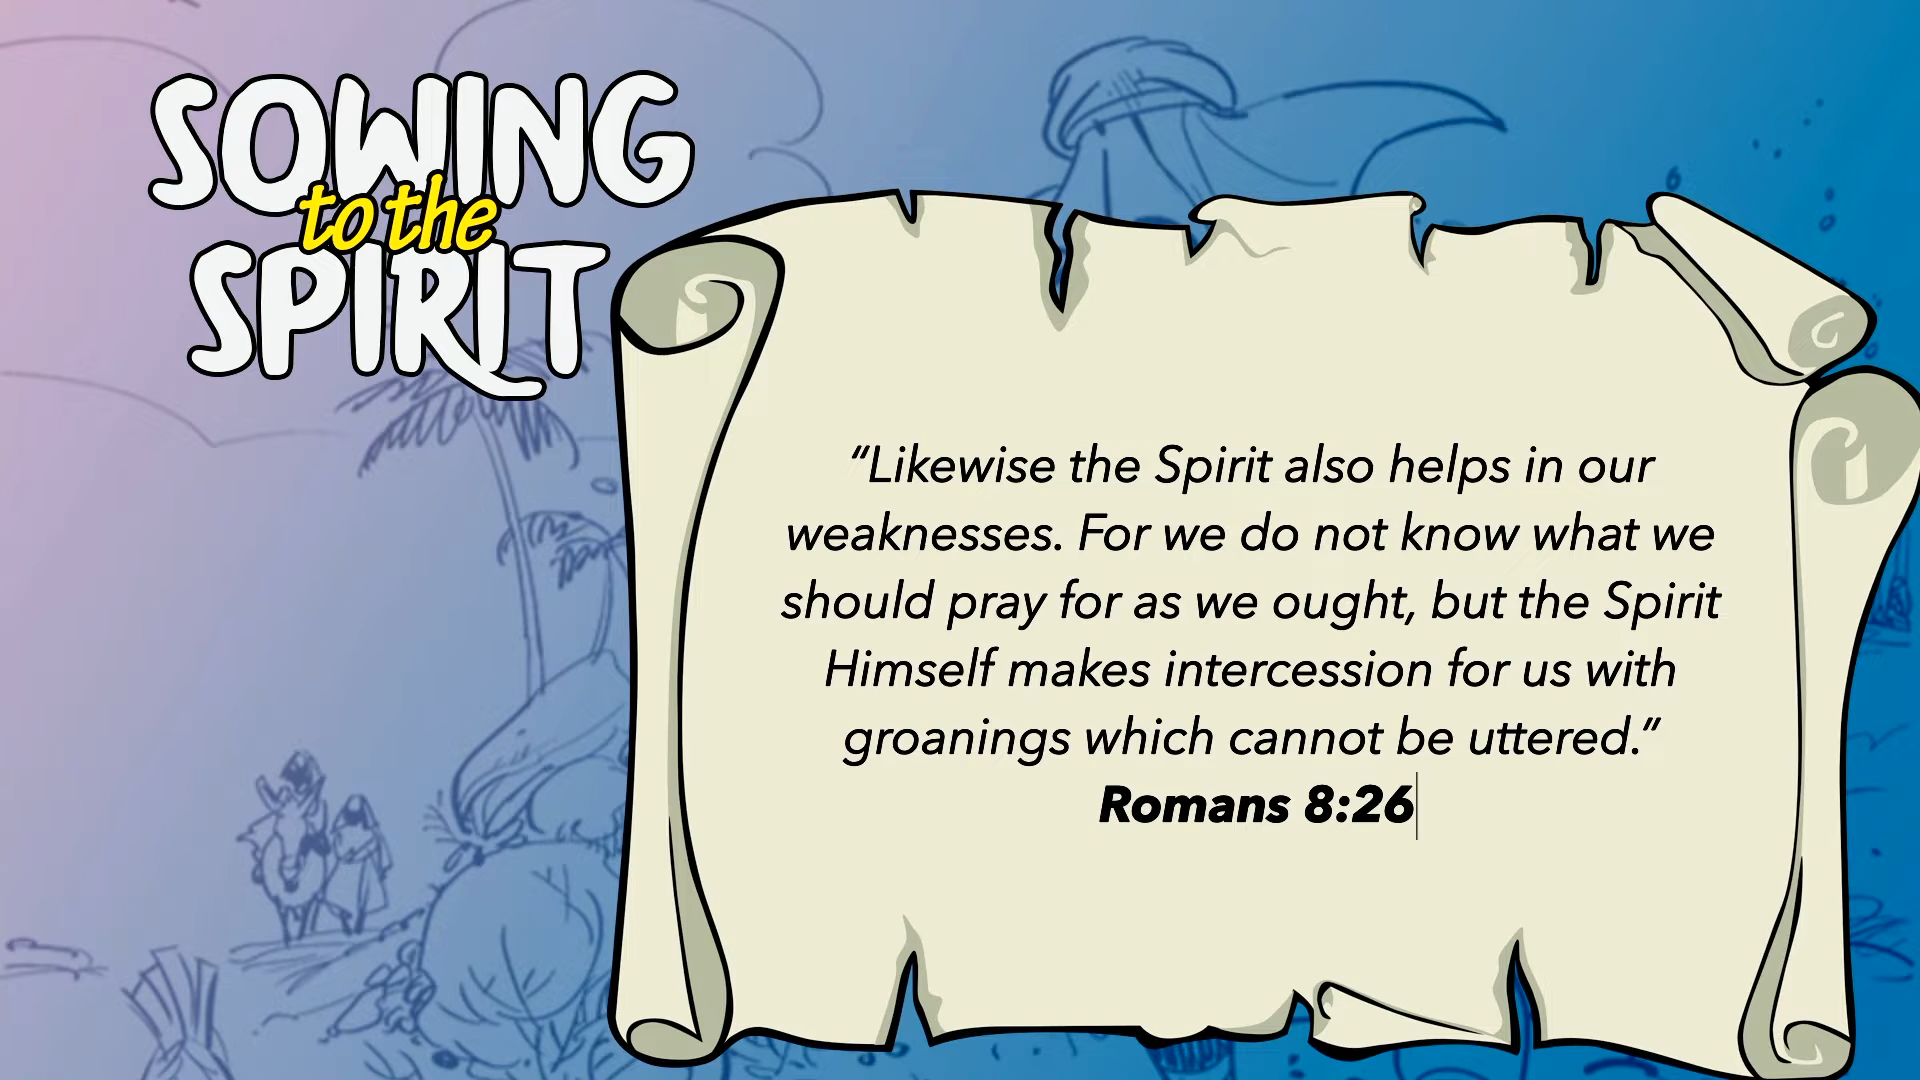 SOWING
to the
SPIRIT
“Likewise the Spirit also helps in our
weaknesses. For we do not know what we
should pray for as we ought, but the Spirit
Himself makes intercession for us with
groanings which cannot be uttered.”
Romans 8:26